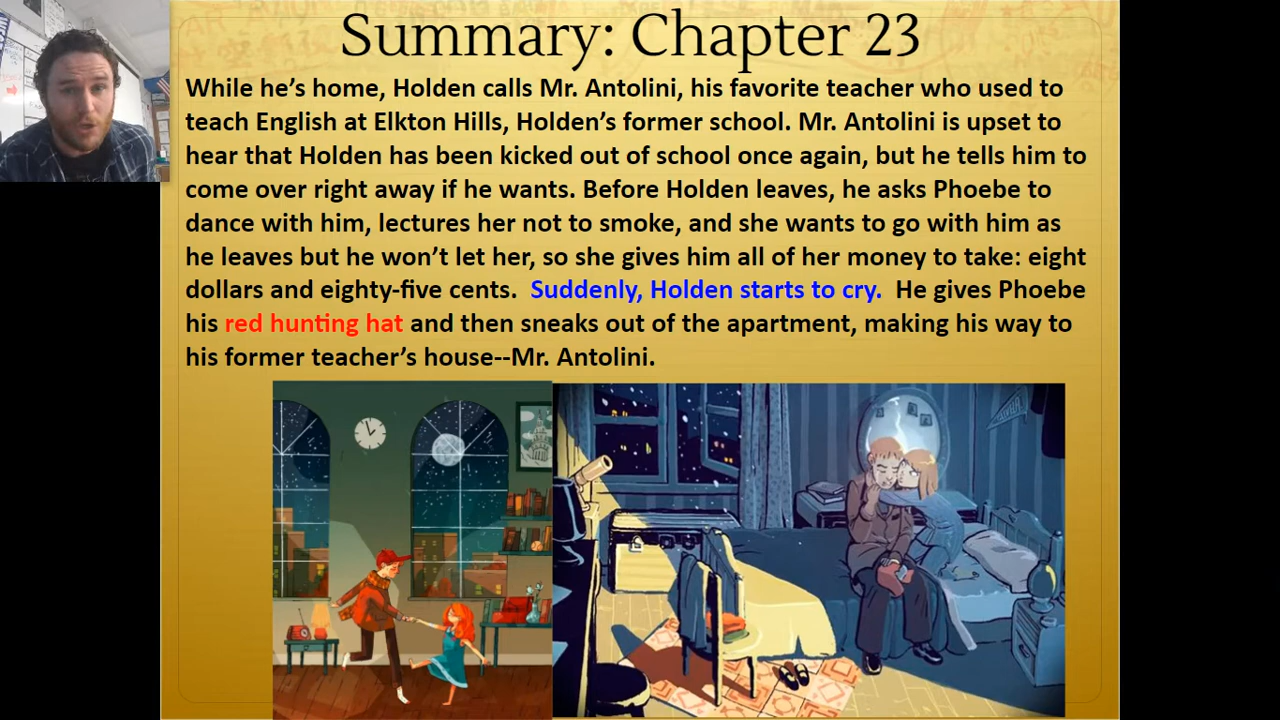 Summary: Chapter 23
While he’s home, Holden calls Mr. Antolini, his favorite teacher who used to
teach English at Elkton Hills, Holden’s former school. Mr. Antolini is upset to
hear that Holden has been kicked out of school once again, but he tells him to
come over right away if he wants. Before Holden leaves, he asks Phoebe to
dance with him, lectures her not to smoke, and she wants to go with him as
he leaves but he won’t let her, so she gives him all of her money to take: eight
dollars and eighty-five cents. Suddenly, Holden starts to cry. He gives Phoebe
his red hunting hat and then sneaks out of the apartment, making his way to
his former teacher’s house--Mr. Antolini.